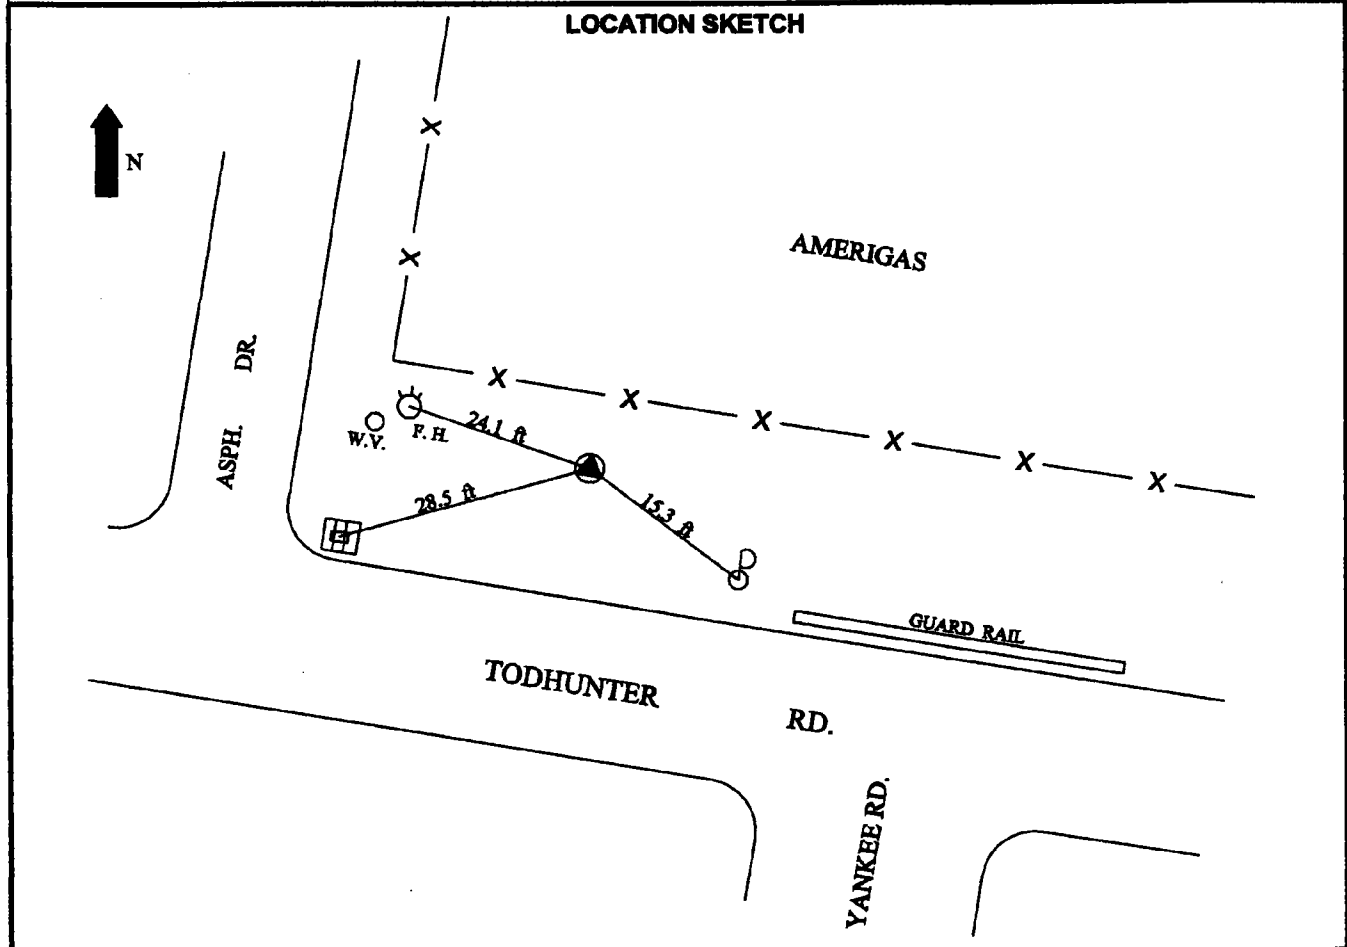 LOCATION SKETCH
N
AMERIGAS
ASPH. DR.
W.V.
F. H.
24.1 ft
28.5 ft
15.3 ft
GUARD RAIL
TODHUNTER RD.
YANKEE RD.